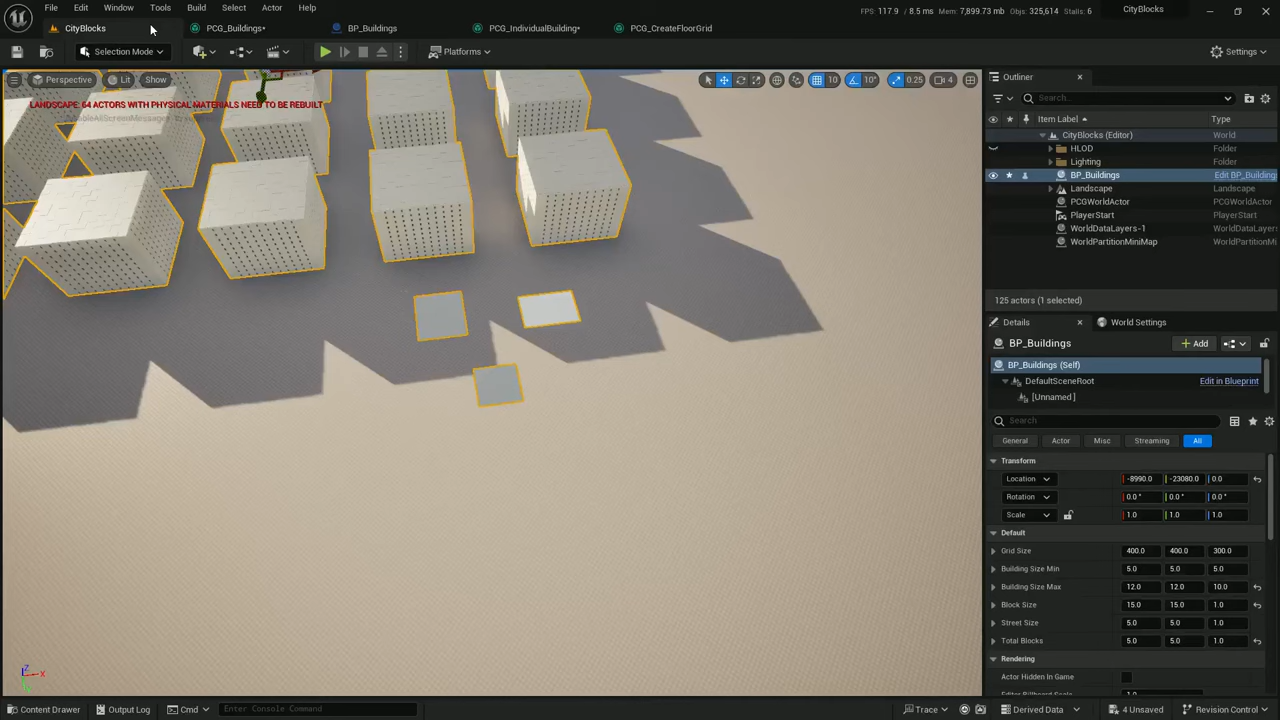 File Edit Window Tools Build Select Actor Help
FPS: 117.9 / 8.5 ms Mem: 7,899.73 mb Objs: 325,614 Stalls: 6
CityBlocks
CityBlocks PCG_Buildings* BP_Buildings PCG_IndividualBuilding* PCG_CreateFloorGrid
Selection Mode Platforms Settings
Perspective Lit Show 10 10° 0.25 4
LANDSCAPE: 64 ACTORS WITH PHYSICAL MATERIALS NEED TO BE REBUILT
Outliner
Search...
Item Label Type
CityBlocks (Editor) World
HLOD Folder
Lighting Folder
BP_Buildings Edit BP_Building
Landscape Landscape
PCGWorldActor PCGWorldActor
PlayerStart PlayerStart
WorldDataLayers-1 WorldDataLayers
WorldPartitionMiniMap WorldPartitionMi
125 actors (1 selected)
Details World Settings
BP_Buildings Add
BP_Buildings (Self)
DefaultSceneRoot Edit in Blueprint
[Unnamed ]
Search
General Actor Misc Streaming All
Transform
Location -8990.0 -23080.0 0.0
Rotation 0.0 ° 0.0 ° 0.0 °
Scale 1.0 1.0 1.0
Default
Grid Size 400.0 400.0 300.0
Building Size Min 5.0 5.0 5.0
Building Size Max 12.0 12.0 10.0
Block Size 15.0 15.0 1.0
Street Size 5.0 5.0 1.0
Total Blocks 5.0 5.0 1.0
Rendering
Actor Hidden In Game
Editor Billboard Scale 1.0
Z X
Content Drawer Output Log Cmd Enter Console Command Trace Derived Data 4 Unsaved Revision Control